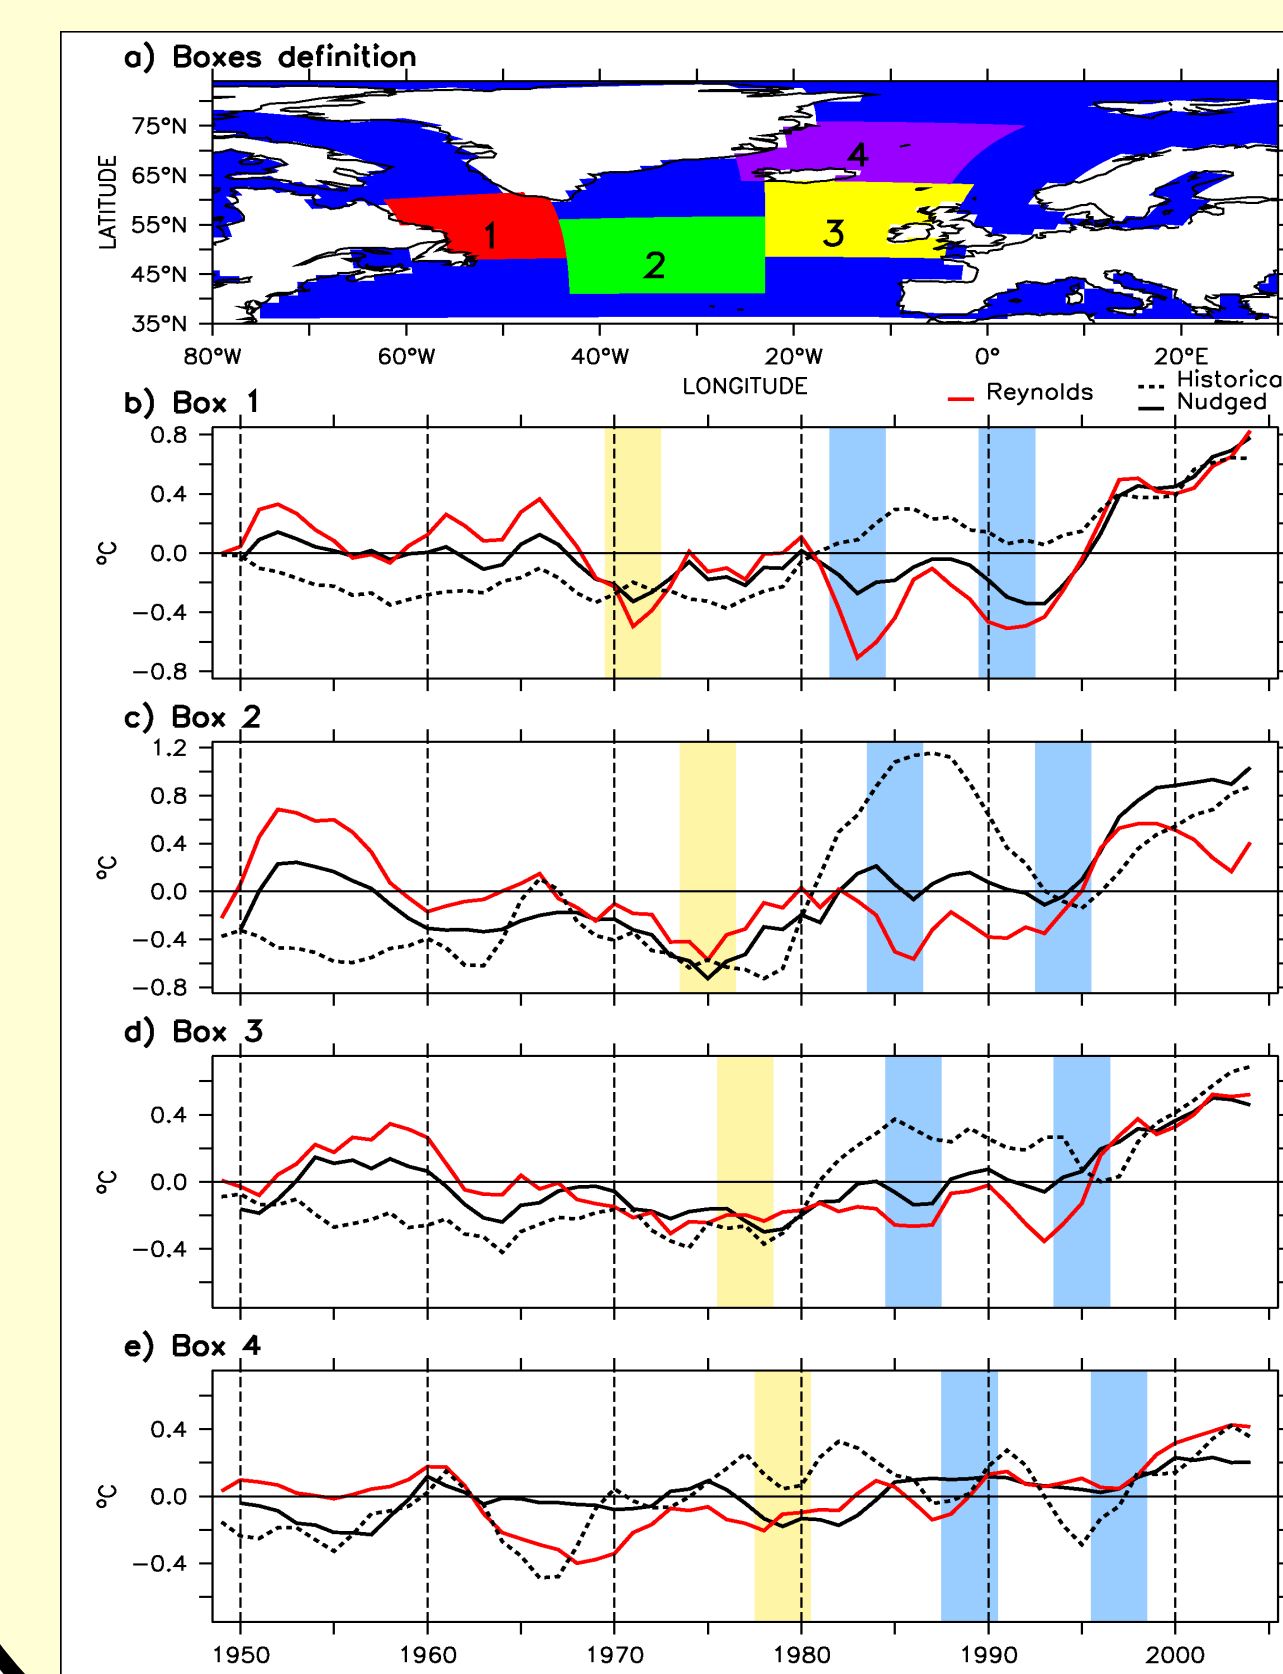 a) Boxes definition
75°N
65°N
55°N
45°N
35°N
LATITUDE
1
2
3
4
80°W 60°W 40°W 20°W 0° 20°E
LONGITUDE
Reynolds
Historica
Nudged
b) Box 1
0.8
0.4
0.0
−0.4
−0.8
°C
c) Box 2
1.2
0.8
0.4
0.0
−0.4
−0.8
°C
d) Box 3
0.4
0.0
−0.4
°C
e) Box 4
0.4
0.0
−0.4
°C
1950 1960 1970 1980 1990 2000